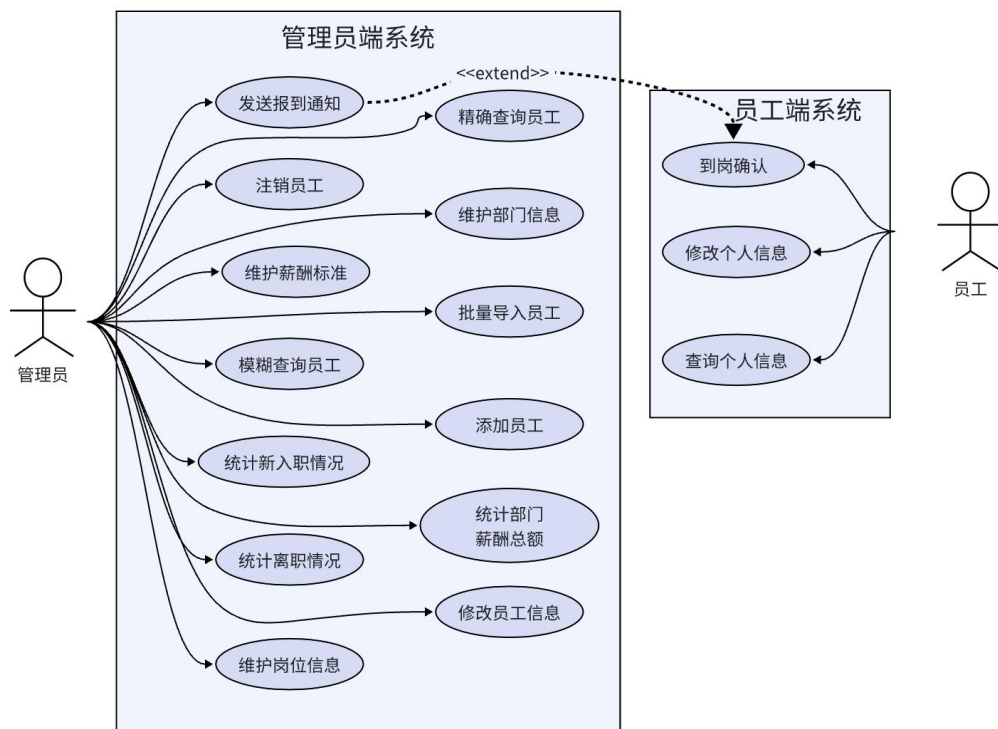 管理员端系统
<<extend>>
发送报到通知
精确查询员工
员工端系统
到岗确认
注销员工
维护部门信息
修改个人信息
维护薪酬标准
员工
批量导入员工
管理员
模糊查询员工
查询个人信息
添加员工
统计新入职情况
统计部门
薪酬总额
统计离职情况
修改员工信息
维护岗位信息